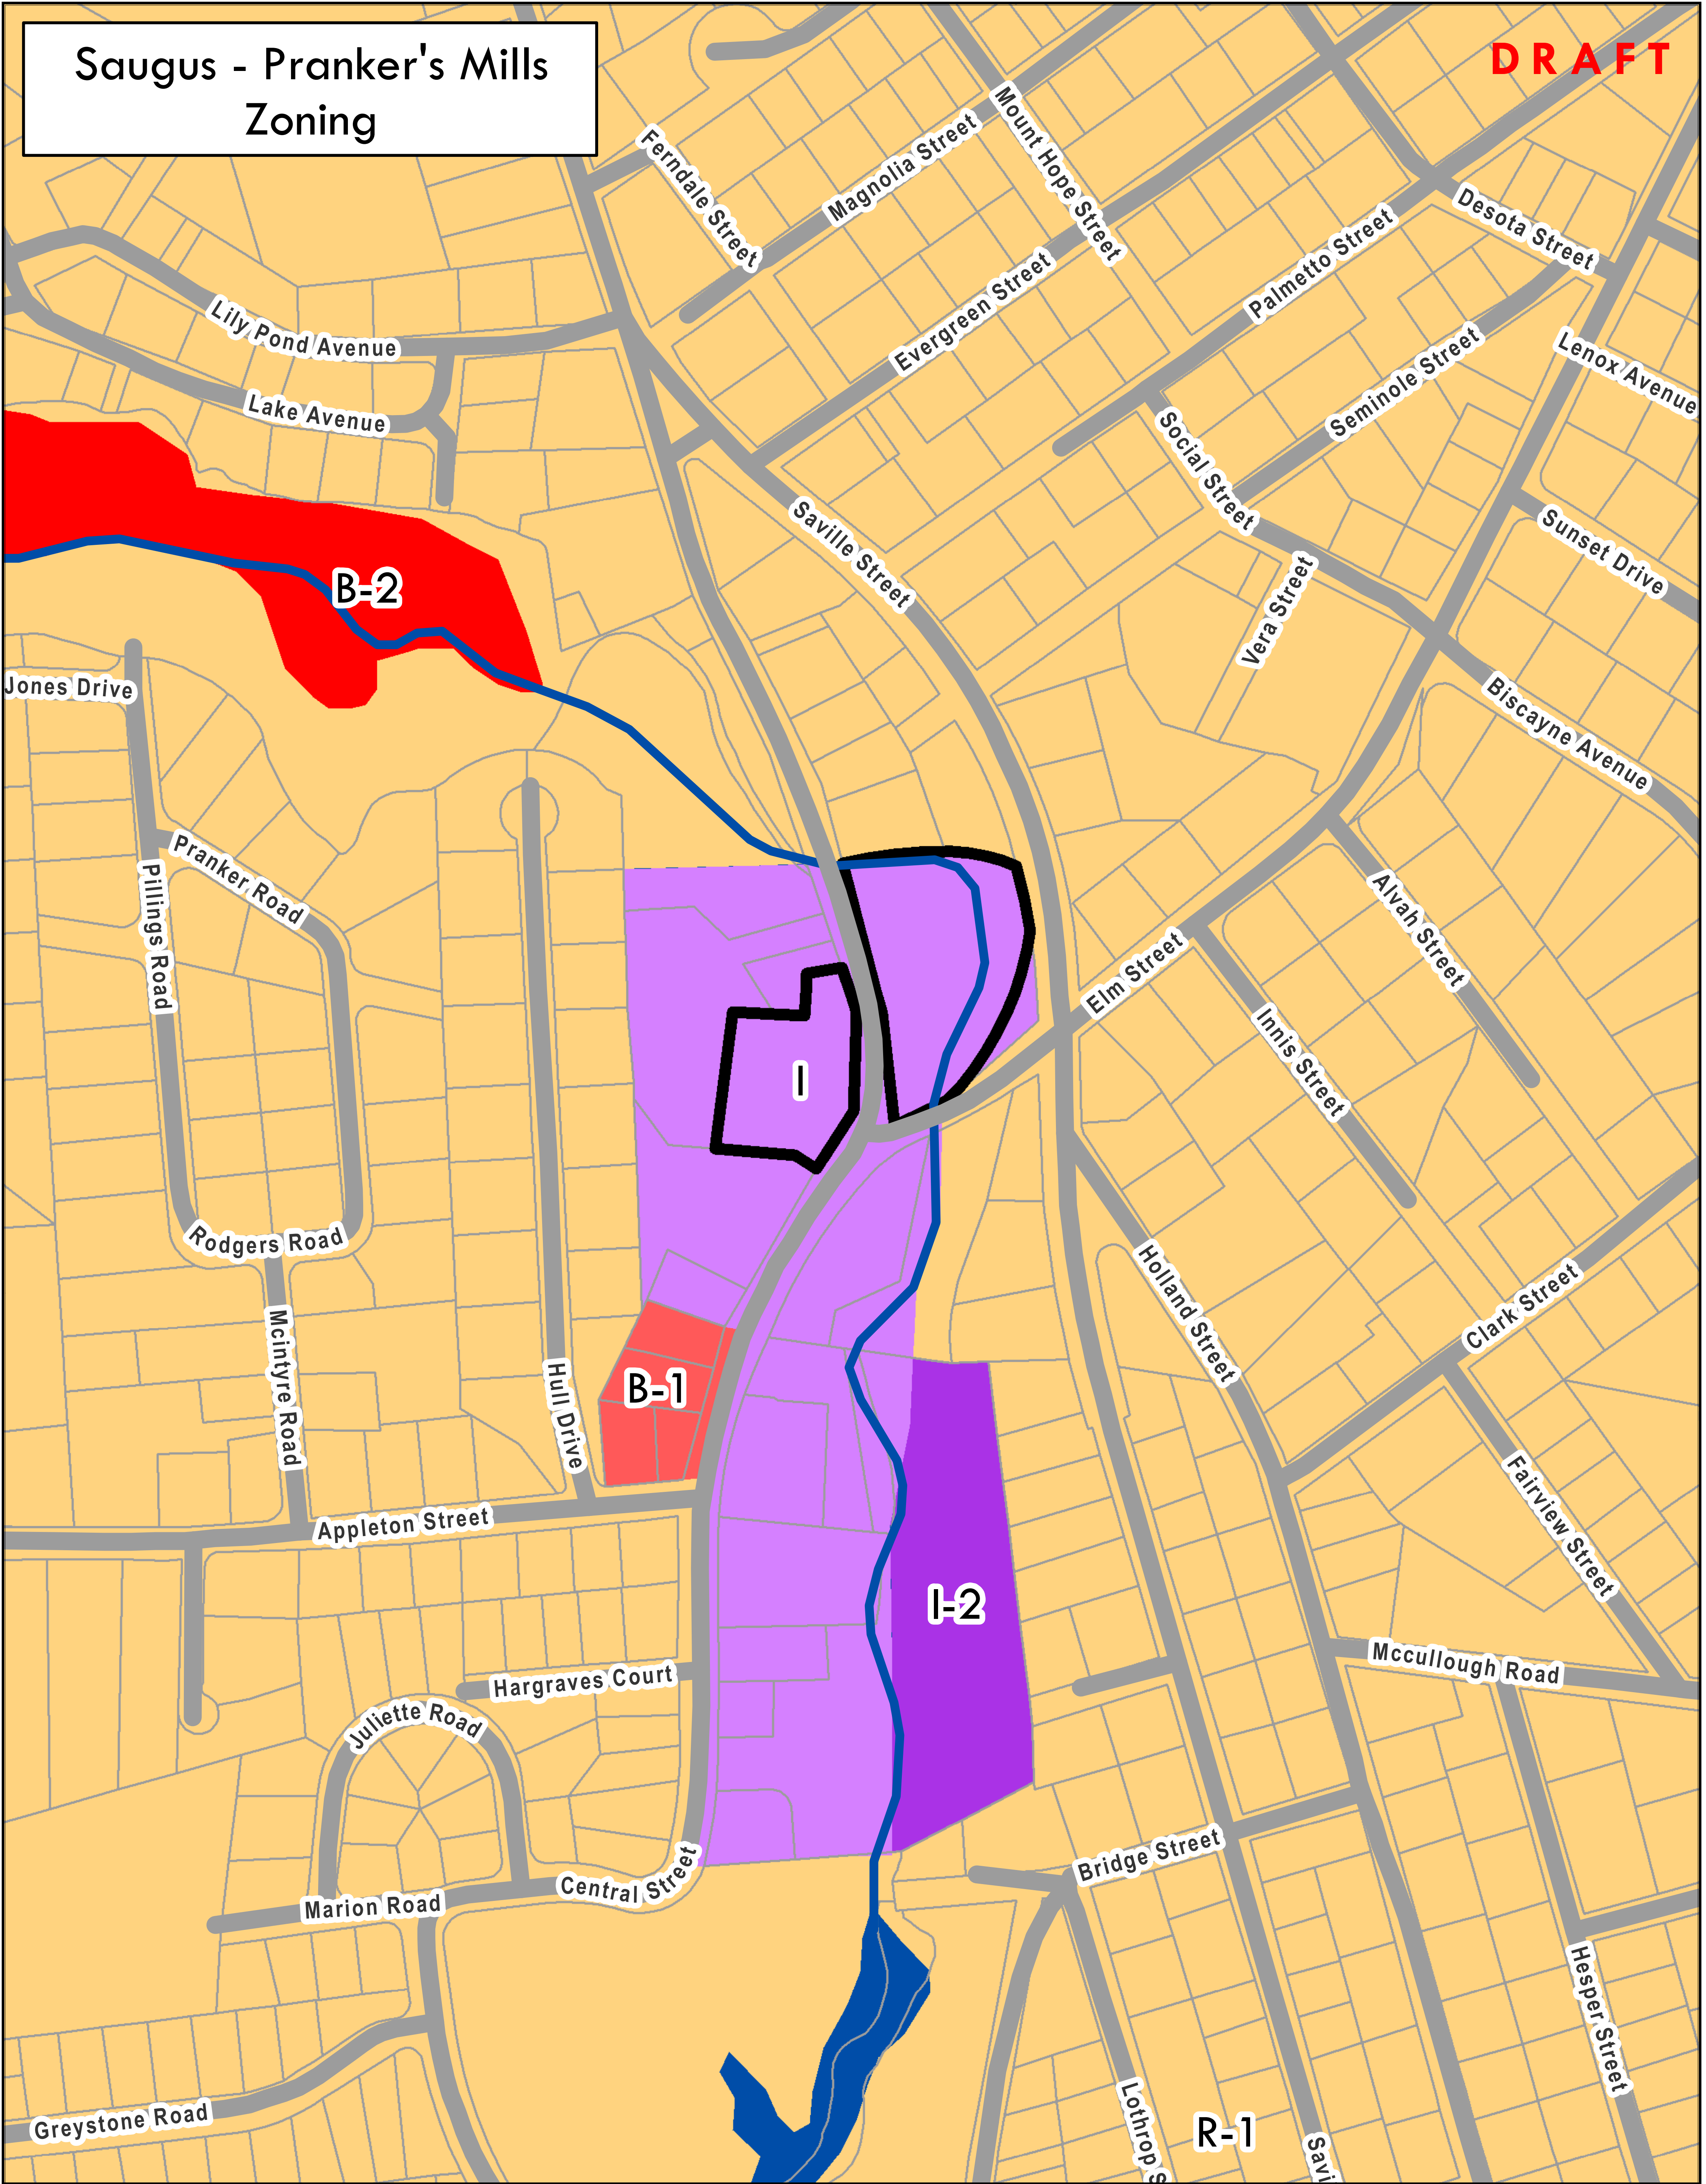 Saugus - Pranker's Mills
Zoning
DRAFT
Ferndale Street
Magnolia Street
Mount Hope Street
Desota Street
Palmetto Street
Evergreen Street
Lily Pond Avenue
Lake Avenue
Lenox Avenue
Seminole Street
Social Street
Saville Street
Sunset Drive
Vera Street
B-2
Jones Drive
Biscayne Avenue
Pranker Road
Pillings Road
Alvah Street
Elm Street
Innis Street
I
Rodgers Road
Holland Street
Clark Street
Mcintyre Road
Hull Drive
B-1
Fairview Street
Appleton Street
I-2
Mccullough Road
Hargraves Court
Juliette Road
Bridge Street
Central Street
Marion Road
Hesper Street
Greystone Road
Lothrop S
R-1
Savi